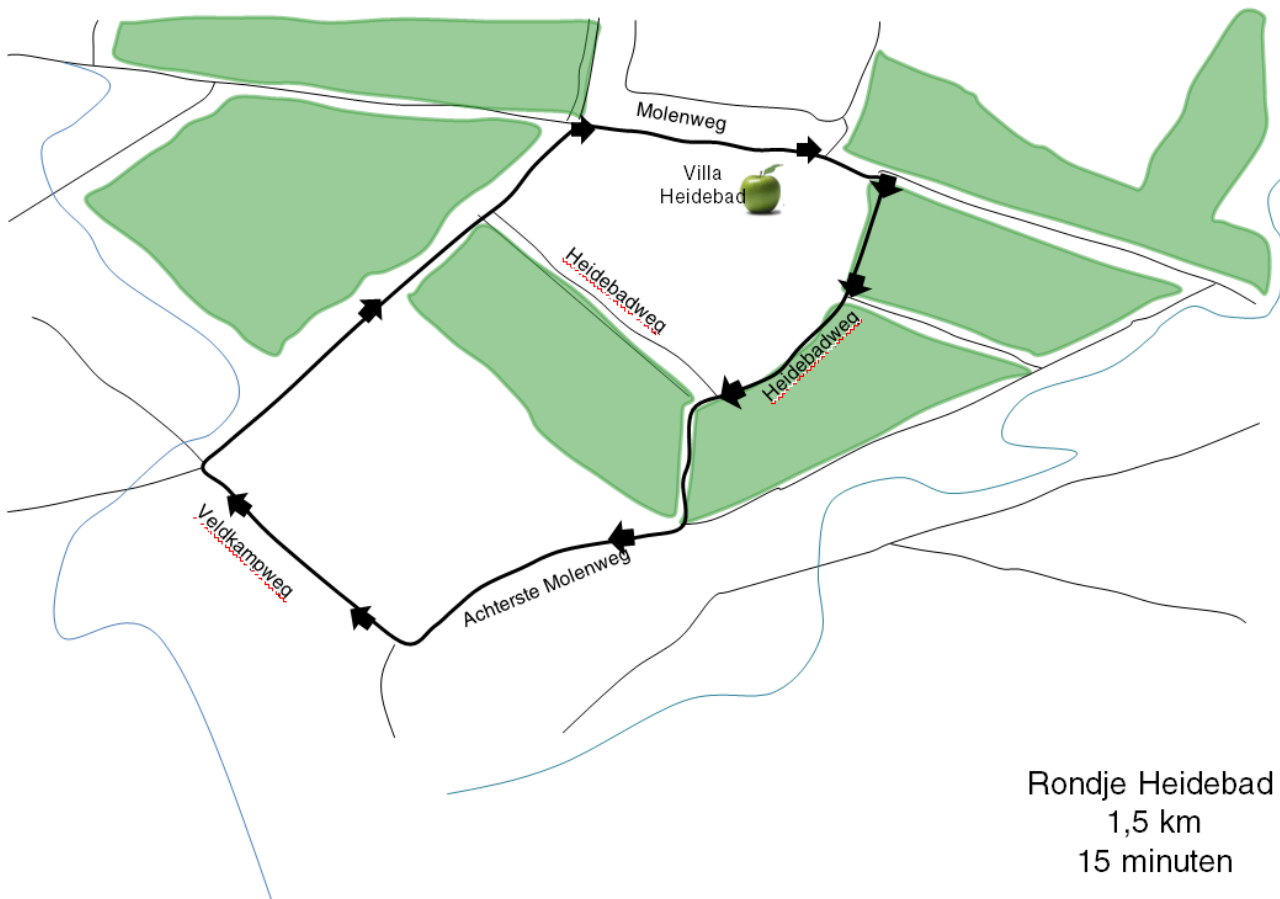 Molenweg
Villa
Heidebad
Heidebadweg
Heidebadweg
Veldkampweg
Achterste Molenweg
Rondje Heidebad
1,5 km
15 minuten